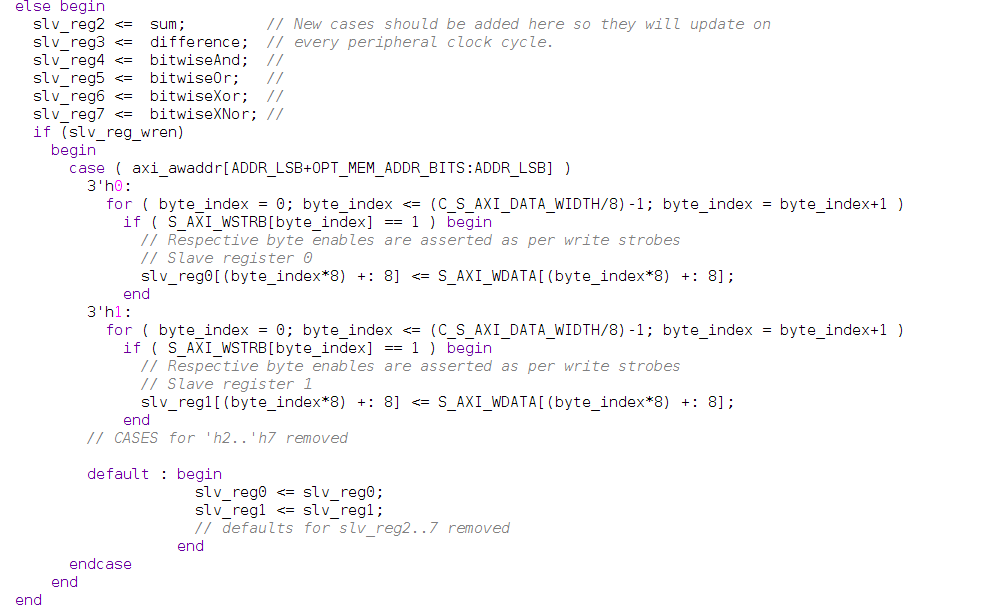 else begin
  slv_reg2 <=  sum;         // New cases should be added here so they will update on
  slv_reg3 <=  difference;  // every peripheral clock cycle.
  slv_reg4 <=  bitwiseAnd;  //
  slv_reg5 <=  bitwiseOr;   //
  slv_reg6 <=  bitwiseXor;  //
  slv_reg7 <=  bitwiseXNor; //
  if (slv_reg_wren)
    begin
      case ( axi_awaddr[ADDR_LSB+OPT_MEM_ADDR_BITS:ADDR_LSB] )
        3'h0:
          for ( byte_index = 0; byte_index <= (C_S_AXI_DATA_WIDTH/8)-1; byte_index = byte_index+1 )
            if ( S_AXI_WSTRB[byte_index] == 1 ) begin
              // Respective byte enables are asserted as per write strobes
              // Slave register 0
              slv_reg0[(byte_index*8) +: 8] <= S_AXI_WDATA[(byte_index*8) +: 8];
            end
        3'h1:
          for ( byte_index = 0; byte_index <= (C_S_AXI_DATA_WIDTH/8)-1; byte_index = byte_index+1 )
            if ( S_AXI_WSTRB[byte_index] == 1 ) begin
              // Respective byte enables are asserted as per write strobes
              // Slave register 1
              slv_reg1[(byte_index*8) +: 8] <= S_AXI_WDATA[(byte_index*8) +: 8];
            end
        // CASES for 'h2..'h7 removed

        default : begin
                    slv_reg0 <= slv_reg0;
                    slv_reg1 <= slv_reg1;
                    // defaults for slv_reg2..7 removed
                  end
      endcase
    end
end